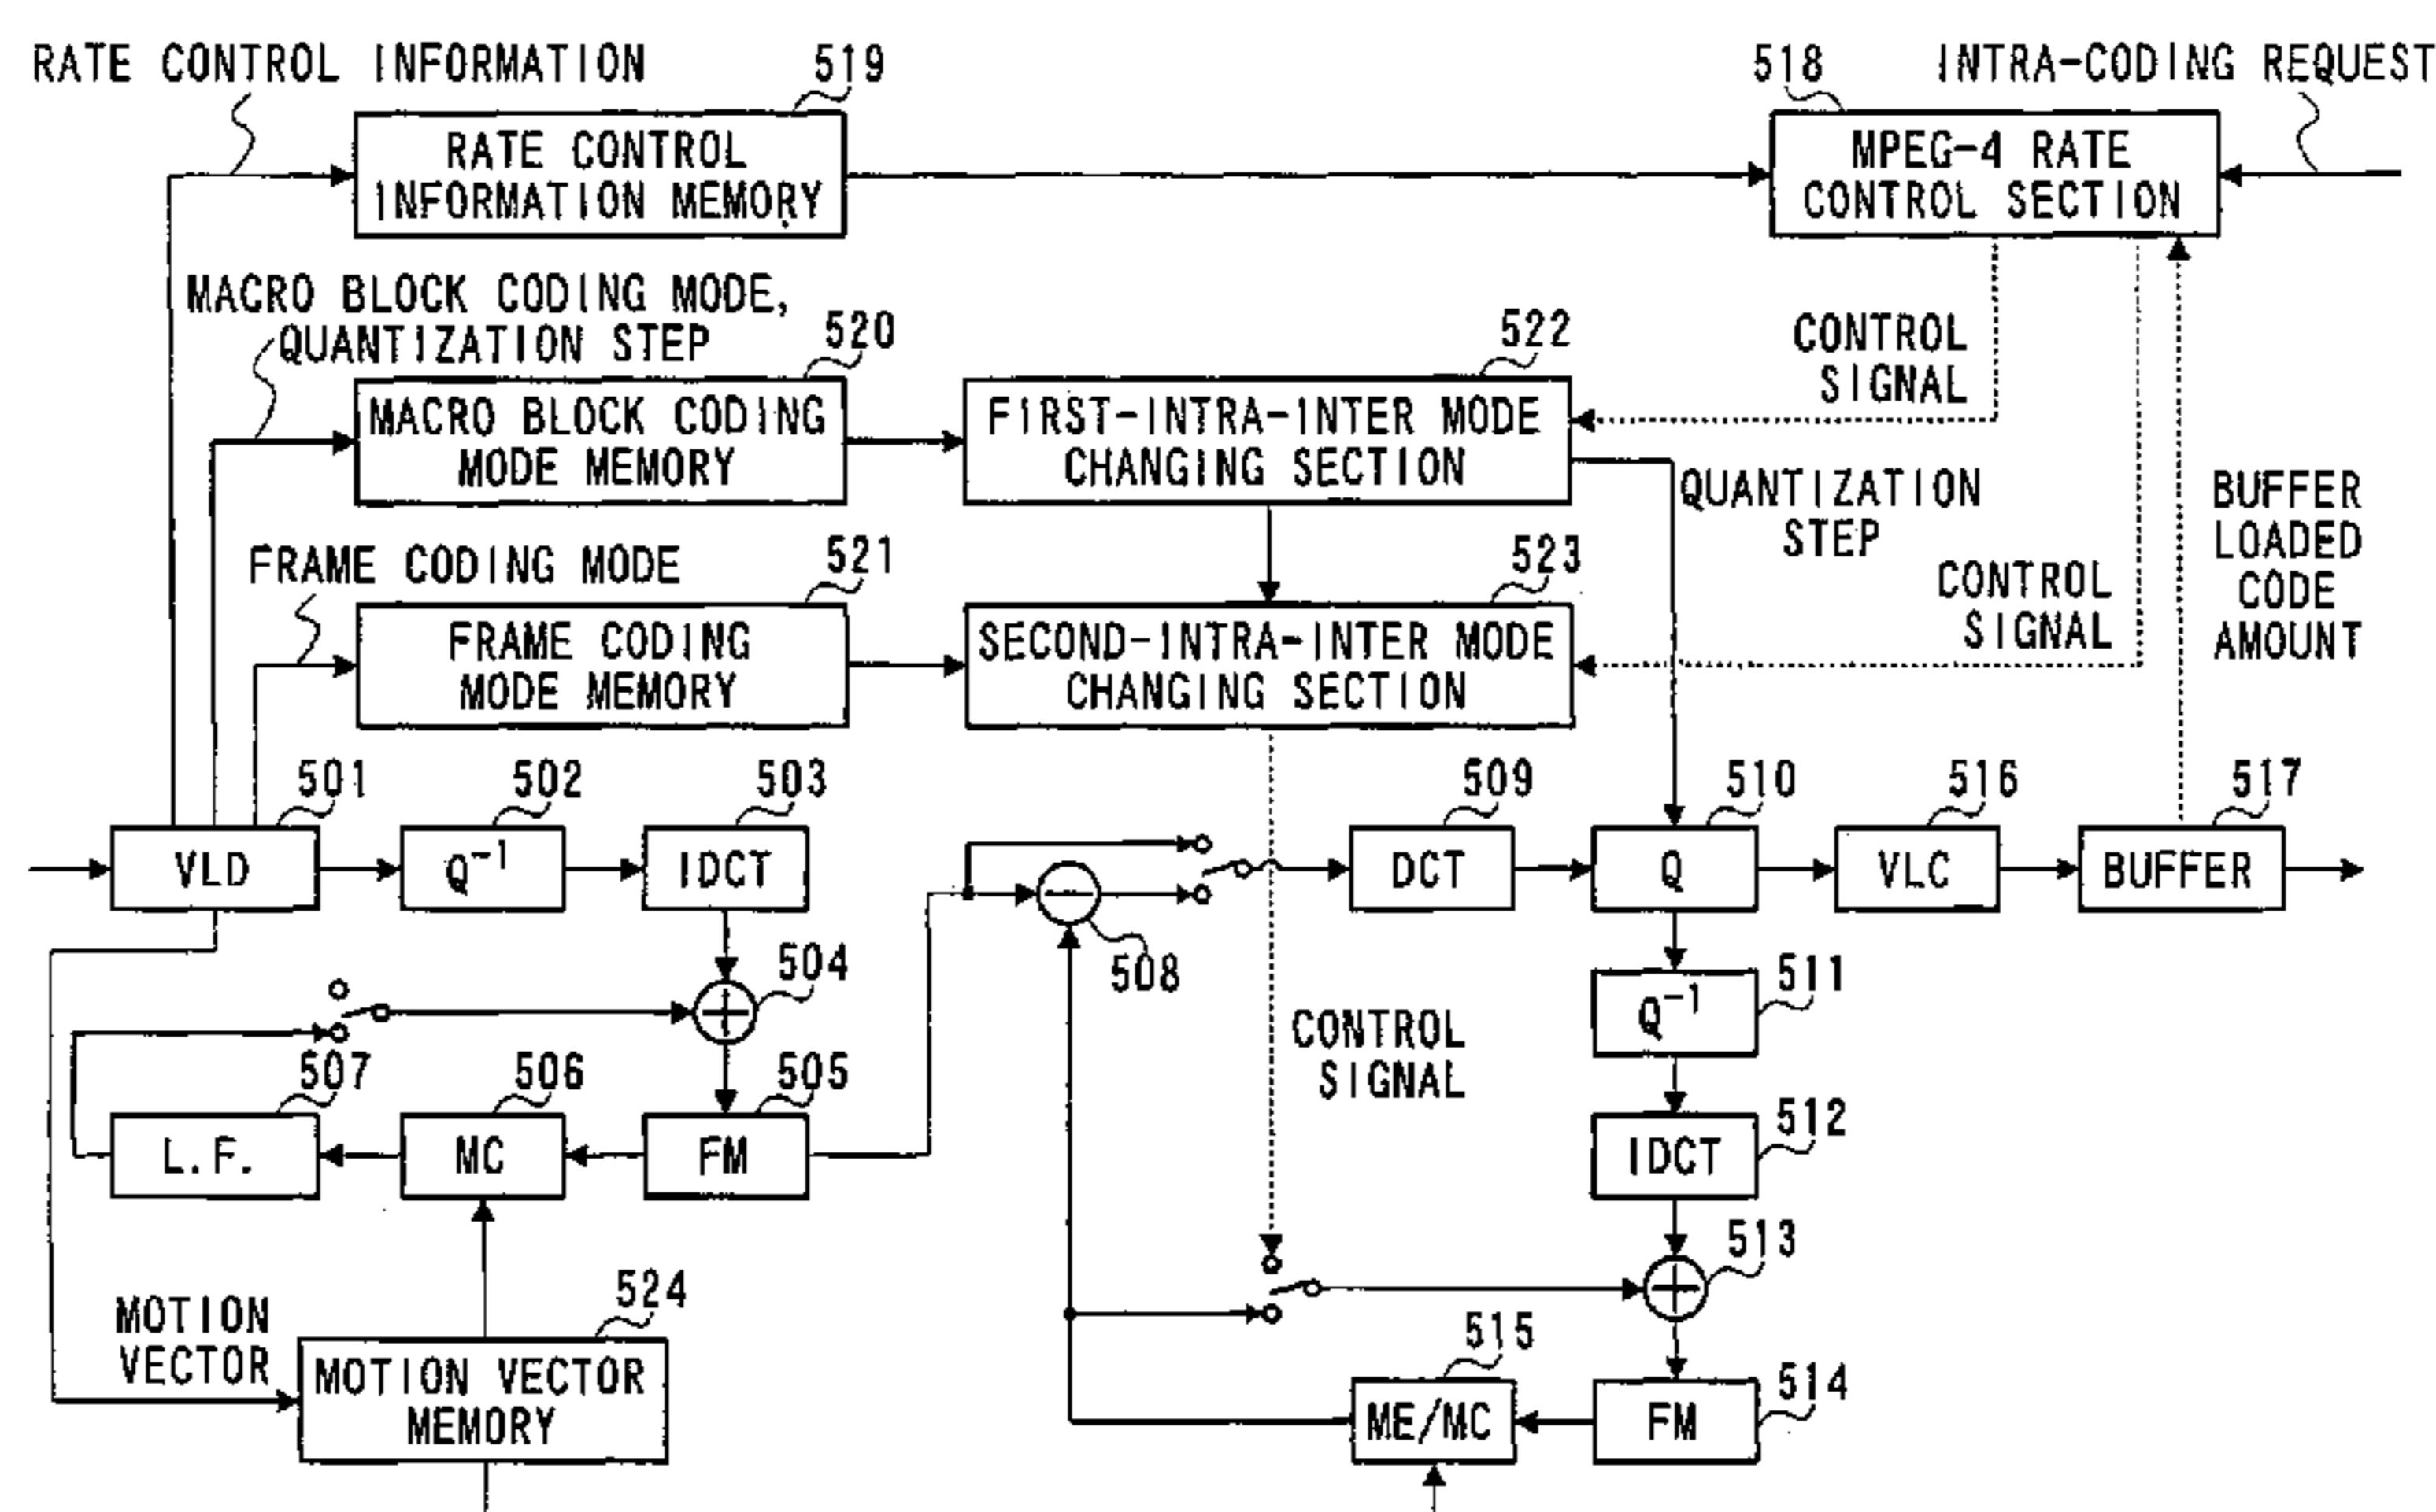 RATE CONTROL INFORMATION
519
518
INTRA-CODING REQUEST
RATE CONTROL
INFORMATION MEMORY
MPEG-4 RATE
CONTROL SECTION
MACRO BLOCK CODING MODE,
QUANTIZATION STEP
520
522
CONTROL
SIGNAL
MACRO BLOCK CODING
MODE MEMORY
FIRST-INTRA-INTER MODE
CHANGING SECTION
QUANTIZATION
STEP
BUFFER
LOADED
CODE
AMOUNT
FRAME CODING MODE
521
523
CONTROL
SIGNAL
FRAME CODING
MODE MEMORY
SECOND-INTRA-INTER MODE
CHANGING SECTION
501
502
503
509
510
516
517
VLD
Q⁻¹
IDCT
DCT
Q
VLC
BUFFER
504
508
511
Q⁻¹
CONTROL
SIGNAL
507
506
505
512
L.F.
MC
FM
IDCT
513
524
MOTION
VECTOR
515
514
MOTION VECTOR
MEMORY
ME/MC
FM